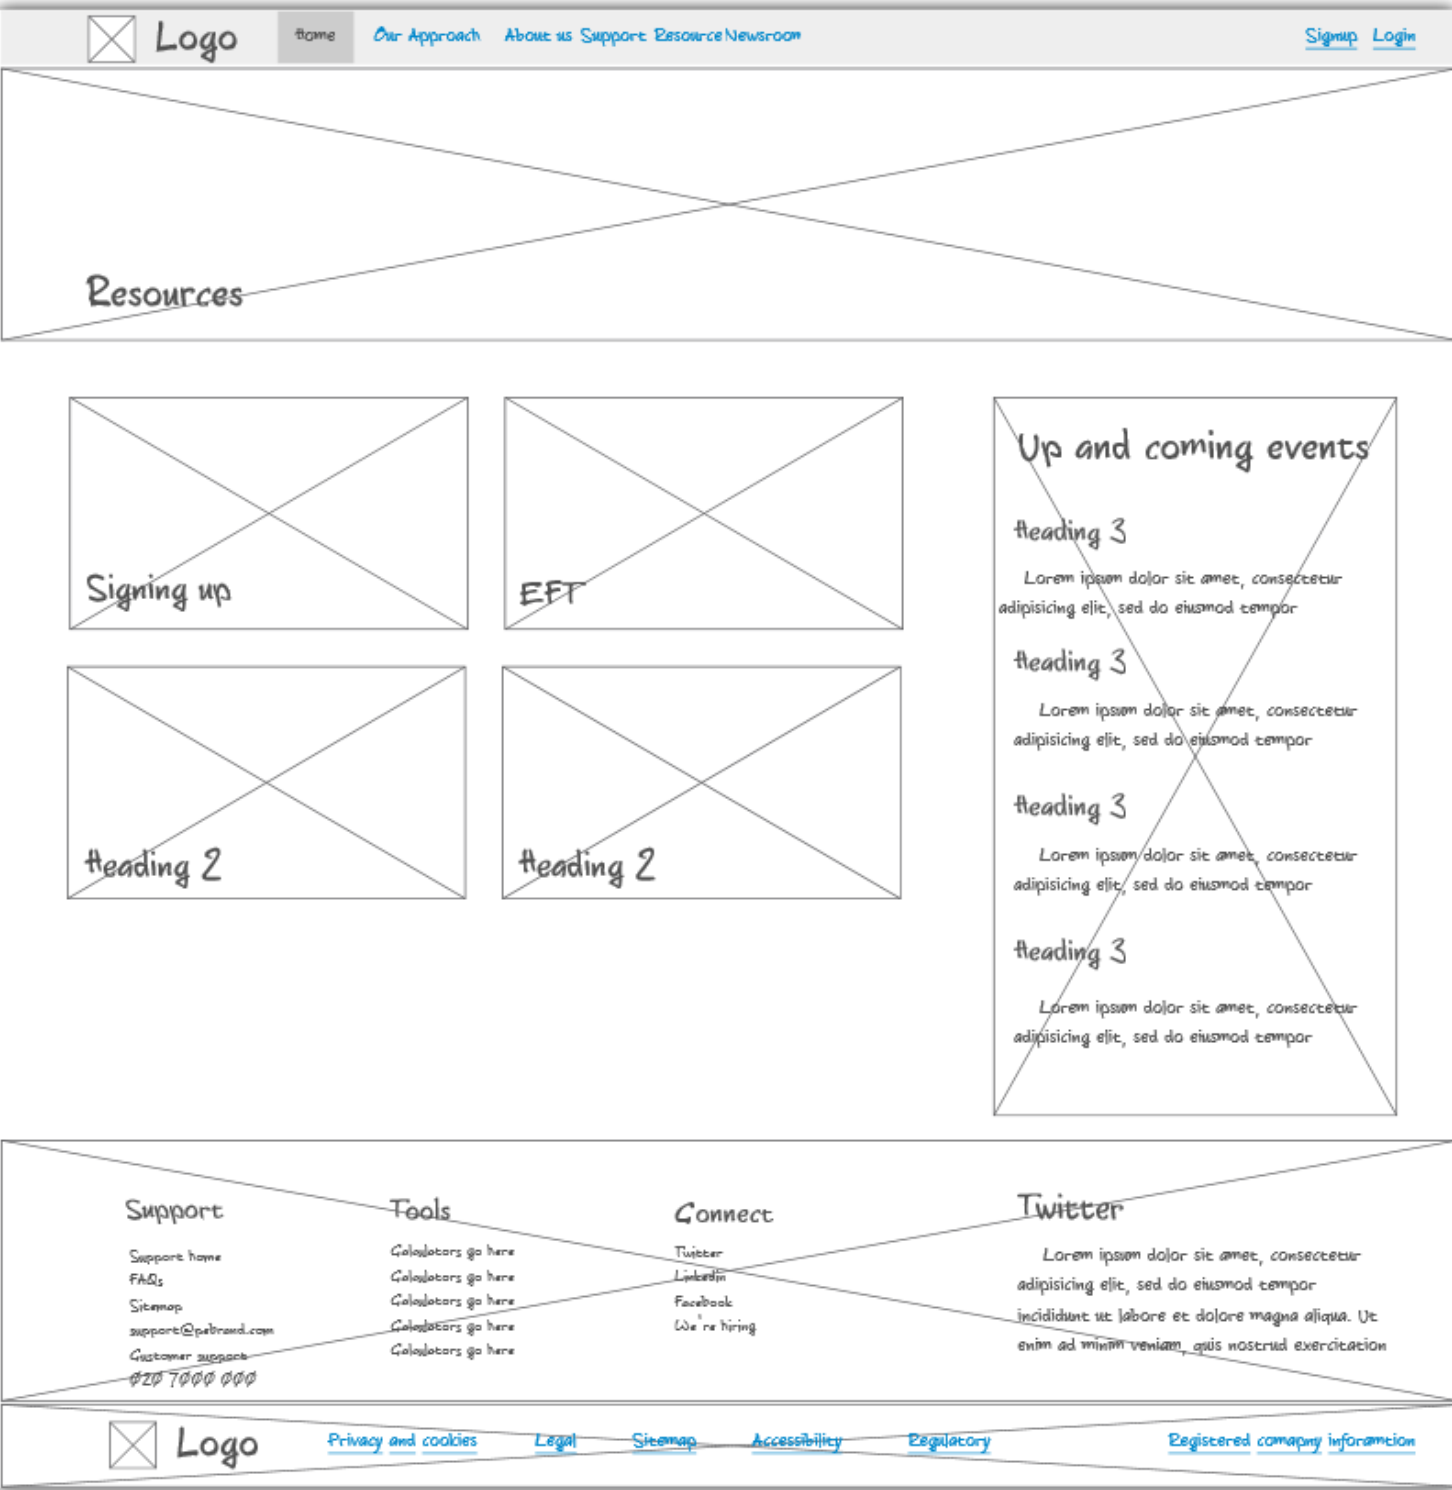 Logo
Home
Our Approach
About us
Support
Resource
Newsroom
Signup
Login
Resources
Signing up
EFT
Heading 2
Heading 2
Up and coming events
Heading 3
Lorem ipsum dolor sit amet, consectetur
adipisicing elit, sed do eiusmod tempor
Heading 3
Lorem ipsum dolor sit amet, consectetur
adipisicing elit, sed do eiusmod tempor
Heading 3
Lorem ipsum dolor sit amet, consectetur
adipisicing elit, sed do eiusmod tempor
Heading 3
Lorem ipsum dolor sit amet, consectetur
adipisicing elit, sed do eiusmod tempor
Support
Support home
FAQs
Sitemap
support@pebrand.com
Customer support
020 7000 000
Tools
Calculators go here
Calculators go here
Calculators go here
Calculators go here
Calculators go here
Connect
Twitter
Linkedin
Facebook
We're hiring
Twitter
Lorem ipsum dolor sit amet, consectetur
adipisicing elit, sed do eiusmod tempor
incididunt ut labore et dolore magna aliqua. Ut
enim ad minim veniam, quis nostrud exercitation
Logo
Privacy and cookies
Legal
Sitemap
Accessibility
Regulatory
Registered comapny inforamtion